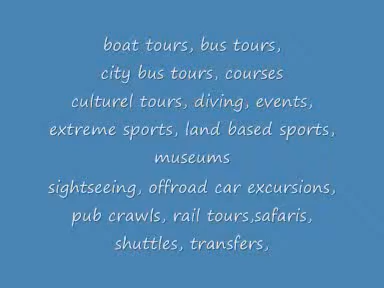 boat tours, bus tours,
city bus tours, courses
culturel tours, diving, events,
extreme sports, land based sports,
museums
sightseeing, offroad car excursions,
pub crawls, rail tours,safaris,
shuttles, transfers,